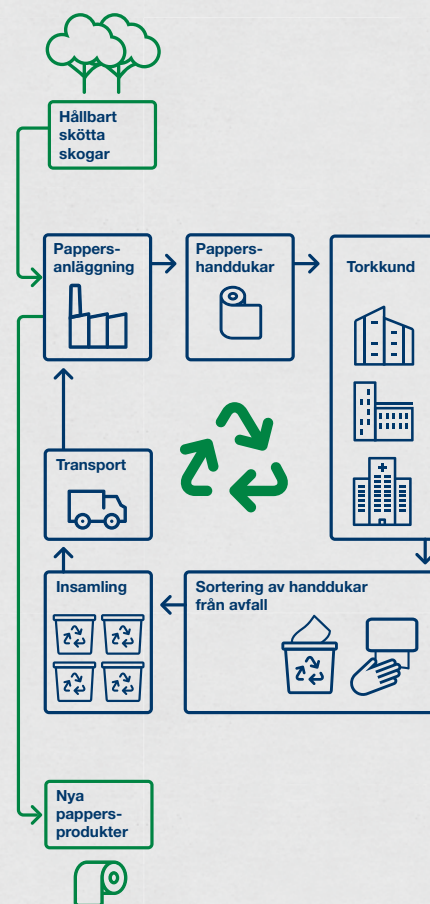 Hållbart
skötta
skogar
Pappers-
anläggning
Pappers-
handdukar
Torkkund
Transport
Insamling
Sortering av handdukar
från avfall
Nya
pappers-
produkter